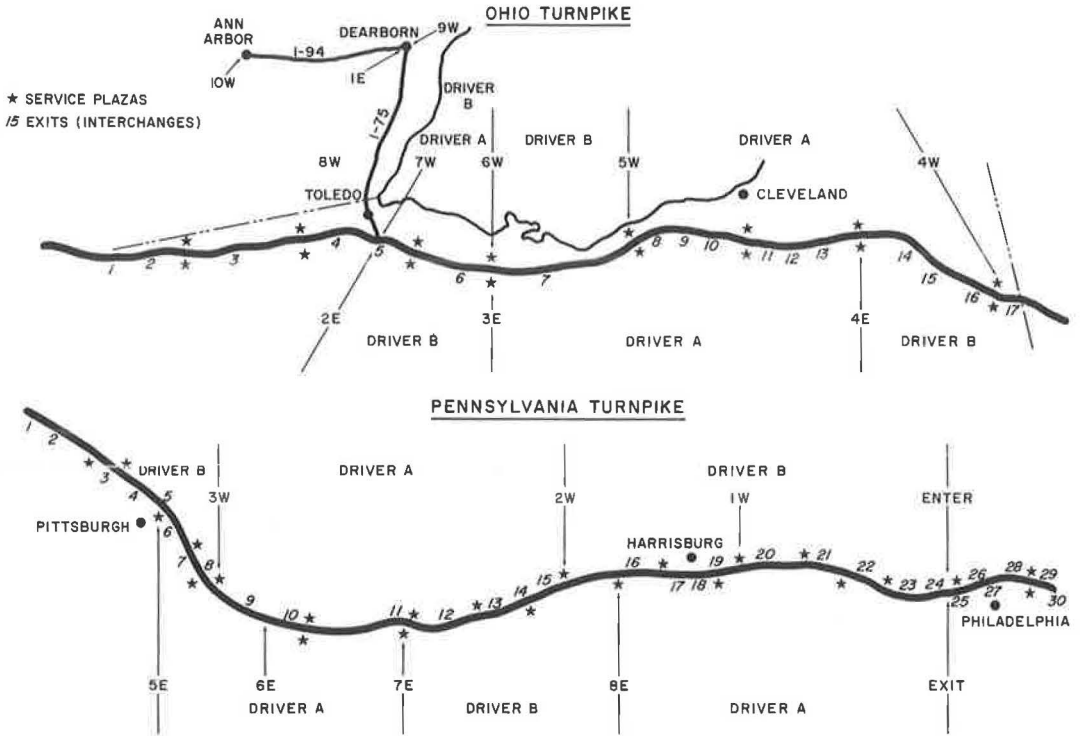 OHIO TURNPIKE
ANN
ARBOR
DEARBORN
9W
I-94
10W
1E
★ SERVICE PLAZAS
15 EXITS (INTERCHANGES)
I-75
DRIVER
B
DRIVER A
DRIVER B
DRIVER A
8W
7W
6W
5W
4W
TOLEDO
CLEVELAND
1 2 3 4 5 6 7 8 9 10 11 12 13 14 15 16 17
2E
3E
4E
DRIVER B
DRIVER A
DRIVER B
PENNSYLVANIA TURNPIKE
DRIVER B
DRIVER A
DRIVER B
3W
2W
1W
ENTER
PITTSBURGH
HARRISBURG
PHILADELPHIA
1 2 3 4 5 6 7 8 9 10 11 12 13 14 15 16 17 18 19 20 21 22 23 24 25 26 27 28 29 30
5E
6E
7E
8E
EXIT
DRIVER A
DRIVER B
DRIVER A